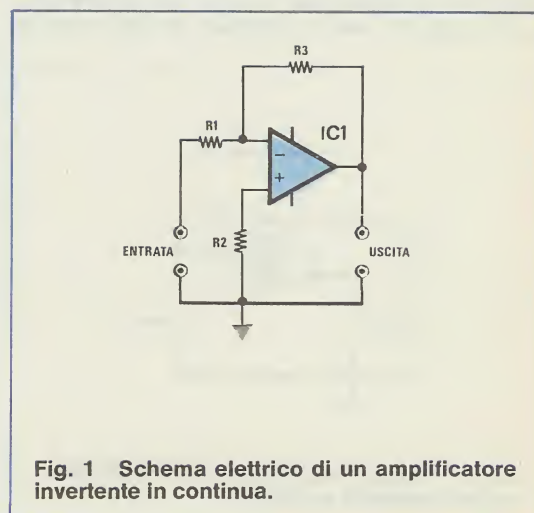 R3
R1
IC1
−
+
R2
ENTRATA
USCITA
Fig. 1 Schema elettrico di un amplificatore
invertente in continua.